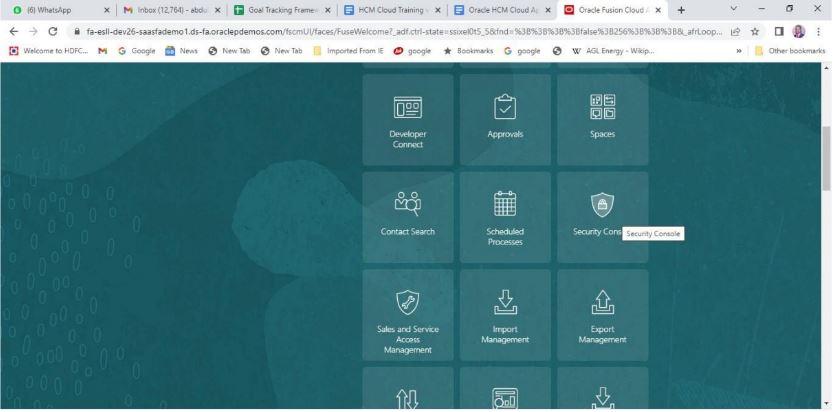 (6) WhatsApp
Inbox (12,764) - abdul
Goal Tracking Framew
HCM Cloud Training
Oracle HCM Cloud Ap
Oracle Fusion Cloud A
fa-esll-dev26-saasfademo1.ds-fa.oraclepdemos.com/fscmUI/faces/FuseWelcome?_adf.ctrl-state=ssixel0t5_5&fnd=%3B%3B%3B%3Bfalse%3B256%3B%3B%3B&_afrLoop...
Welcome to HDFC...
Google
News
New Tab
New Tab
Imported From IE
google
Bookmarks
google
AGL Energy - Wikip...
»
Other bookmarks
Developer
Connect
Approvals
Spaces
Contact Search
Scheduled
Processes
Security Cons
Security Console
Sales and Service
Access
Management
Import
Management
Export
Management